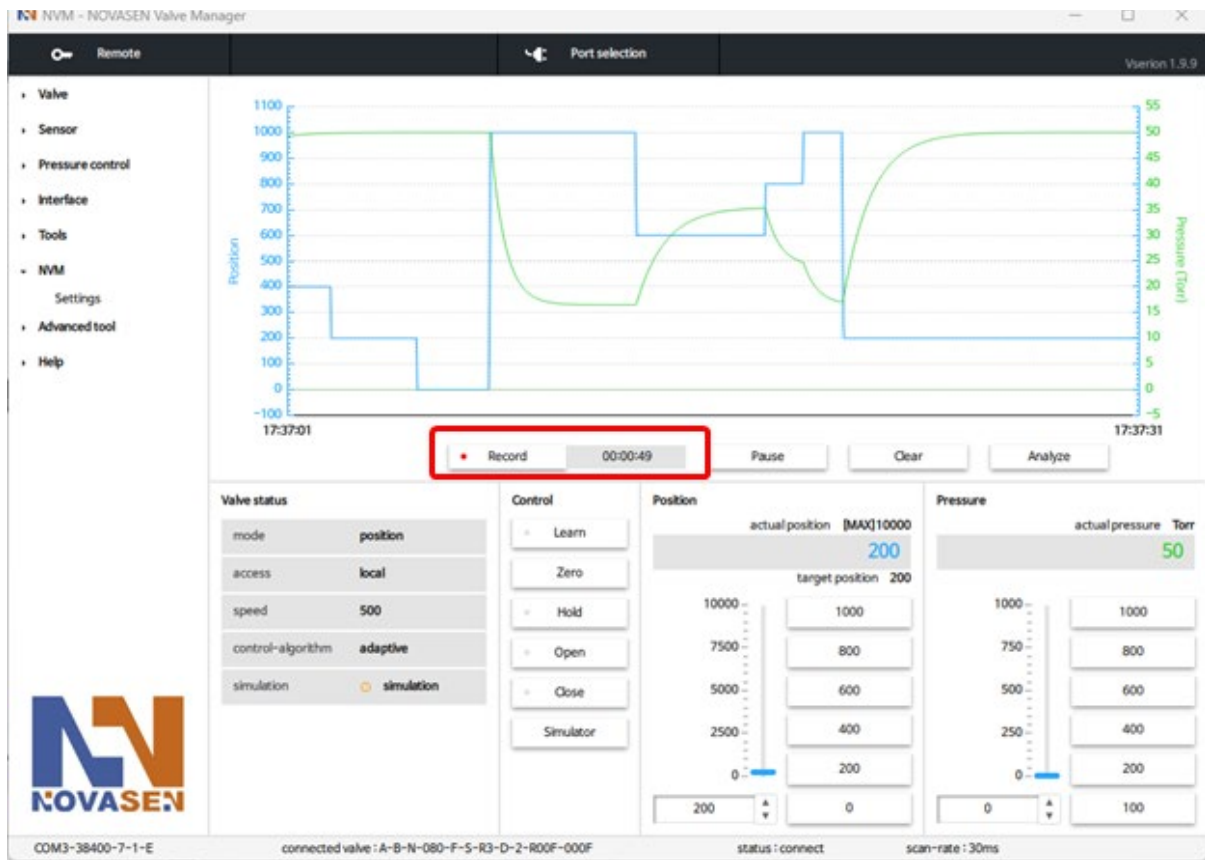 NVM - NOVASEN Valve Manager
Remote
Port selection
Vserion 1.9.9
Valve
Sensor
Pressure control
Interface
Tools
NVM
Settings
Advanced tool
Help
1100
1000
900
800
700
600
500
400
300
200
100
0
-100
Position
55
50
45
40
35
30
25
20
15
10
5
0
-5
Pressure (Torr)
17:37:01
17:37:31
Record
00:00:49
Pause
Clear
Analyze
Valve status
mode position
access local
speed 500
control-algorithm adaptive
simulation simulation
Control
Learn
Zero
Hold
Open
Close
Simulator
Position
actual position [MAX]10000
200
target position 200
10000
7500
5000
2500
0
1000
800
600
400
200
0
200
Pressure
actual pressure Torr
50
1000
750
500
250
0
1000
800
600
400
200
100
0
NOVASEN
COM3-38400-7-1-E
connected valve : A-B-N-080-F-S-R3-D-2-R00F-000F
status : connect
scan-rate : 30ms